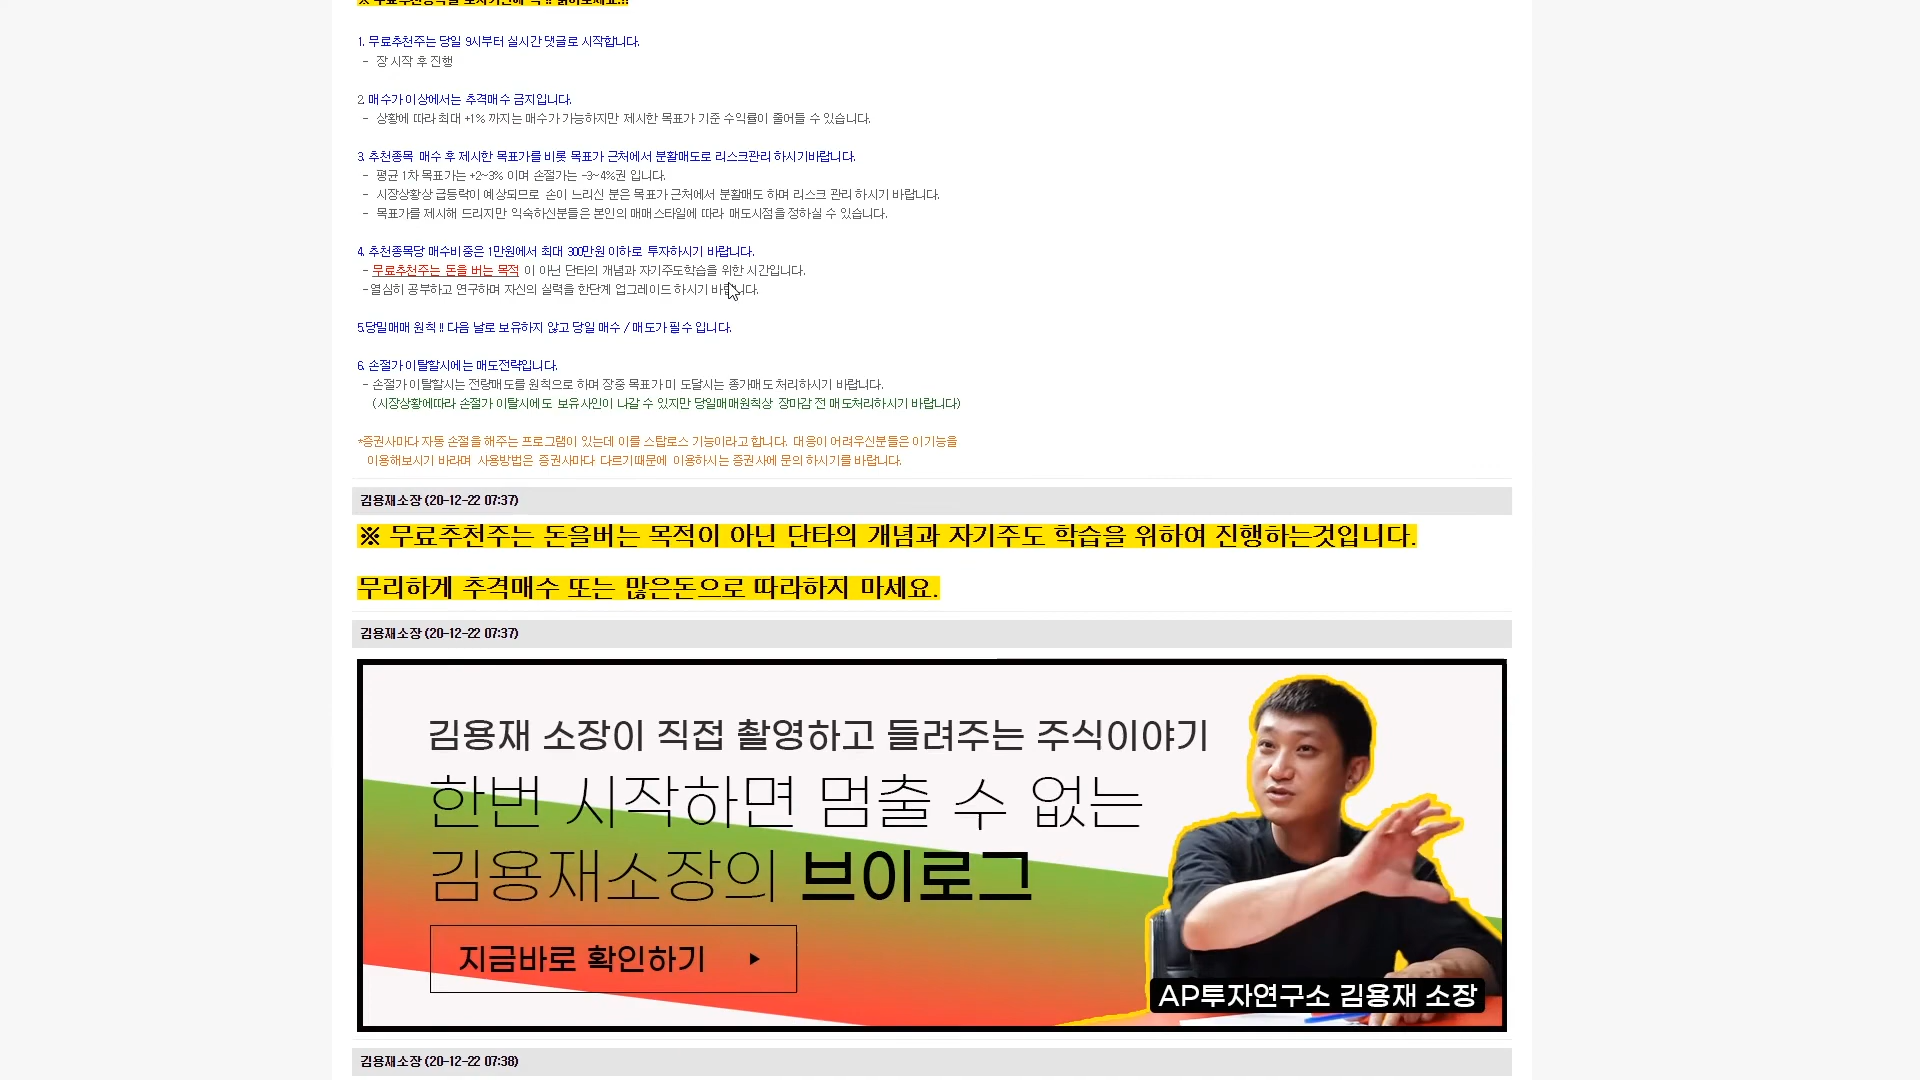 ※ 무료추천종목을 보시기전에 꼭 !! 읽어보세요.!!
1. 무료추천주는 당일 9시부터 실시간 댓글로 시작합니다.
- 장 시작 후 진행
2. 매수가 이상에서는 추격매수 금지입니다.
- 상황에 따라 최대 +1% 까지는 매수가 가능하지만 제시한 목표가 기준 수익률이 줄어들 수 있습니다.
3. 추천종목 매수 후 제시한 목표가를 비롯 목표가 근처에서 분활매도로 리스크관리 하시기바랍니다.
- 평균 1차 목표가는 +2~3% 이며 손절가는 -3~4%권 입니다.
- 시장상황상 급등락이 예상되므로 손이 느리신 분은 목표가 근처에서 분활매도 하며 리스크 관리 하시기 바랍니다.
- 목표가를 제시해 드리지만 익숙하신분들은 본인의 매매스타일에 따라 매도시점을 정하실 수 있습니다.
4. 추천종목당 매수비중은 1만원에서 최대 300만원 이하로 투자하시기 바랍니다.
- 무료추천주는 돈을 버는 목적 이 아닌 단타의 개념과 자기주도학습을 위한 시간입니다.
- 열심히 공부하고 연구하며 자신의 실력을 한단계 업그레이드 하시기 바랍니다.
5.당밀매매 원칙 !! 다음 날로 보유하지 않고 당일 매수 / 매도가 필수 입니다.
6. 손절가 이탈할시에는 매도전략입니다.
- 손절가 이탈할시는 전량매도를 원칙으로 하며 장중 목표가 미 도달시는 종가매도 처리하시기 바랍니다.
(시장상황에따라 손절가 이탈시에도 보유사인이 나갈 수 있지만 당일매매원칙상 장마감 전 매도처리하시기 바랍니다)
*증권사마다 자동 손절을 해주는 프로그램이 있는데 이를 스탑로스 기능이라고 합니다. 대응이 어려우신분들은 이기능을
이용해보시기 바라며 사용방법은 증권사마다 다르기때문에 이용하시는 증권사에 문의 하시기를 바랍니다.
김용재소장 (20-12-22 07:37)
※ 무료추천주는 돈을버는 목적이 아닌 단타의 개념과 자기주도 학습을 위하여 진행하는것입니다.
무리하게 추격매수 또는 많은돈으로 따라하지 마세요.
김용재소장 (20-12-22 07:37)
김용재 소장이 직접 촬영하고 들려주는 주식이야기
한번 시작하면 멈출 수 없는
김용재소장의 브이로그
지금바로 확인하기 ▶
AP투자연구소 김용재 소장
김용재소장 (20-12-22 07:38)